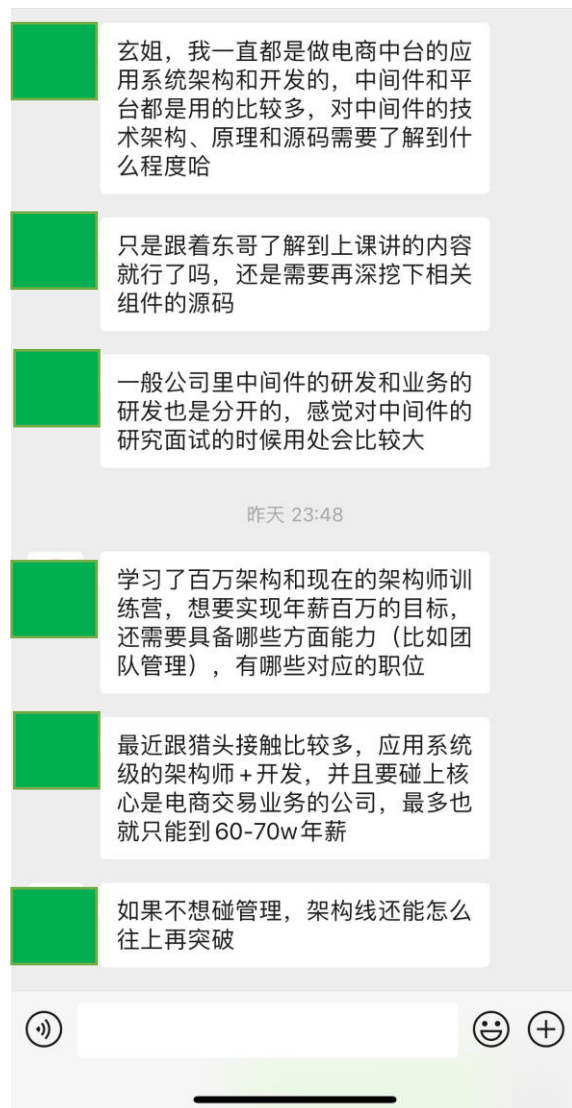 玄姐，我一直都是做电商中台的应
用系统架构和开发的，中间件和平
台都是用的比较多，对中间件的技
术架构、原理和源码需要了解到什
么程度哈
只是跟着东哥了解到上课讲的内容
就行了吗，还是需要再深挖下相关
组件的源码
一般公司里中间件的研发和业务的
研发也是分开的，感觉对中间件的
研究面试的时候用处会比较大
昨天 23:48
学习了百万架构和现在的架构师训
练营，想要实现年薪百万的目标，
还需要具备哪些方面能力（比如团
队管理），有哪些对应的职位
最近跟猎头接触比较多，应用系统
级的架构师+开发，并且要碰上核
心是电商交易业务的公司，最多也
就只能到60-70w年薪
如果不想碰管理，架构线还能怎么
往上再突破